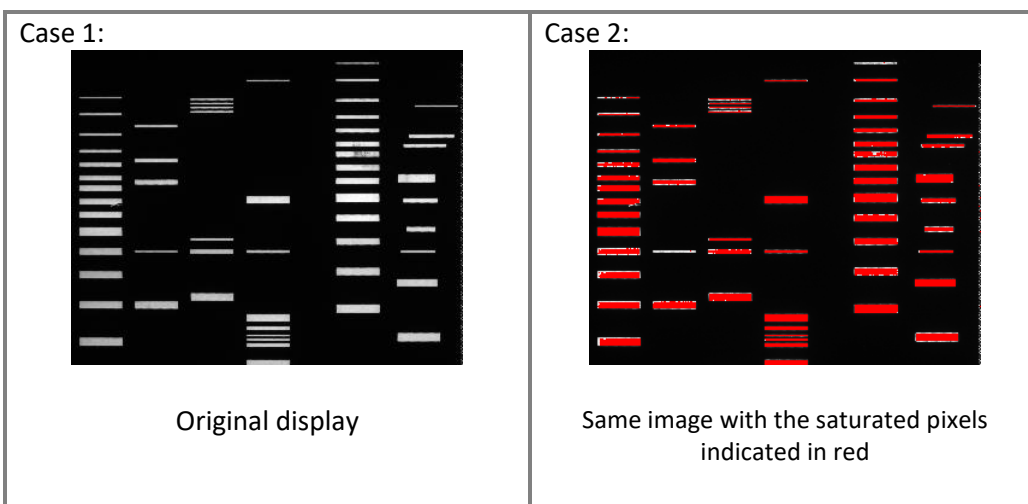 Case 1:
Original display
Case 2:
Same image with the saturated pixels
indicated in red